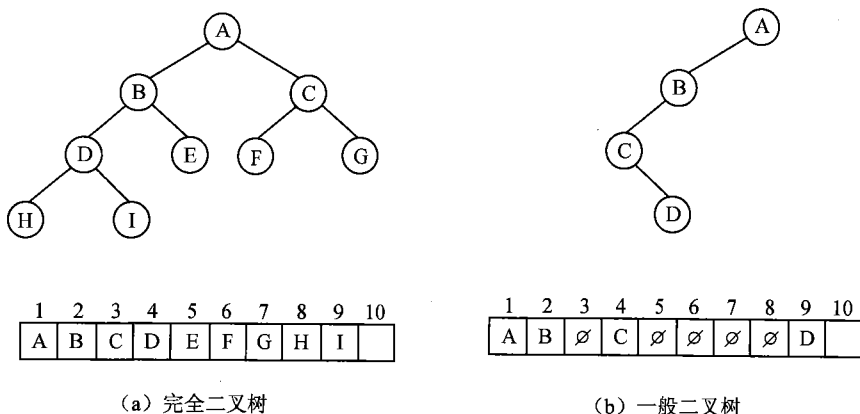 A
B C
D E F G
H I
1 2 3 4 5 6 7 8 9 10
A B C D E F G H I
(a) 完全二叉树
A
B
C
D
1 2 3 4 5 6 7 8 9 10
A B ∅ C ∅ ∅ ∅ ∅ D
(b) 一般二叉树